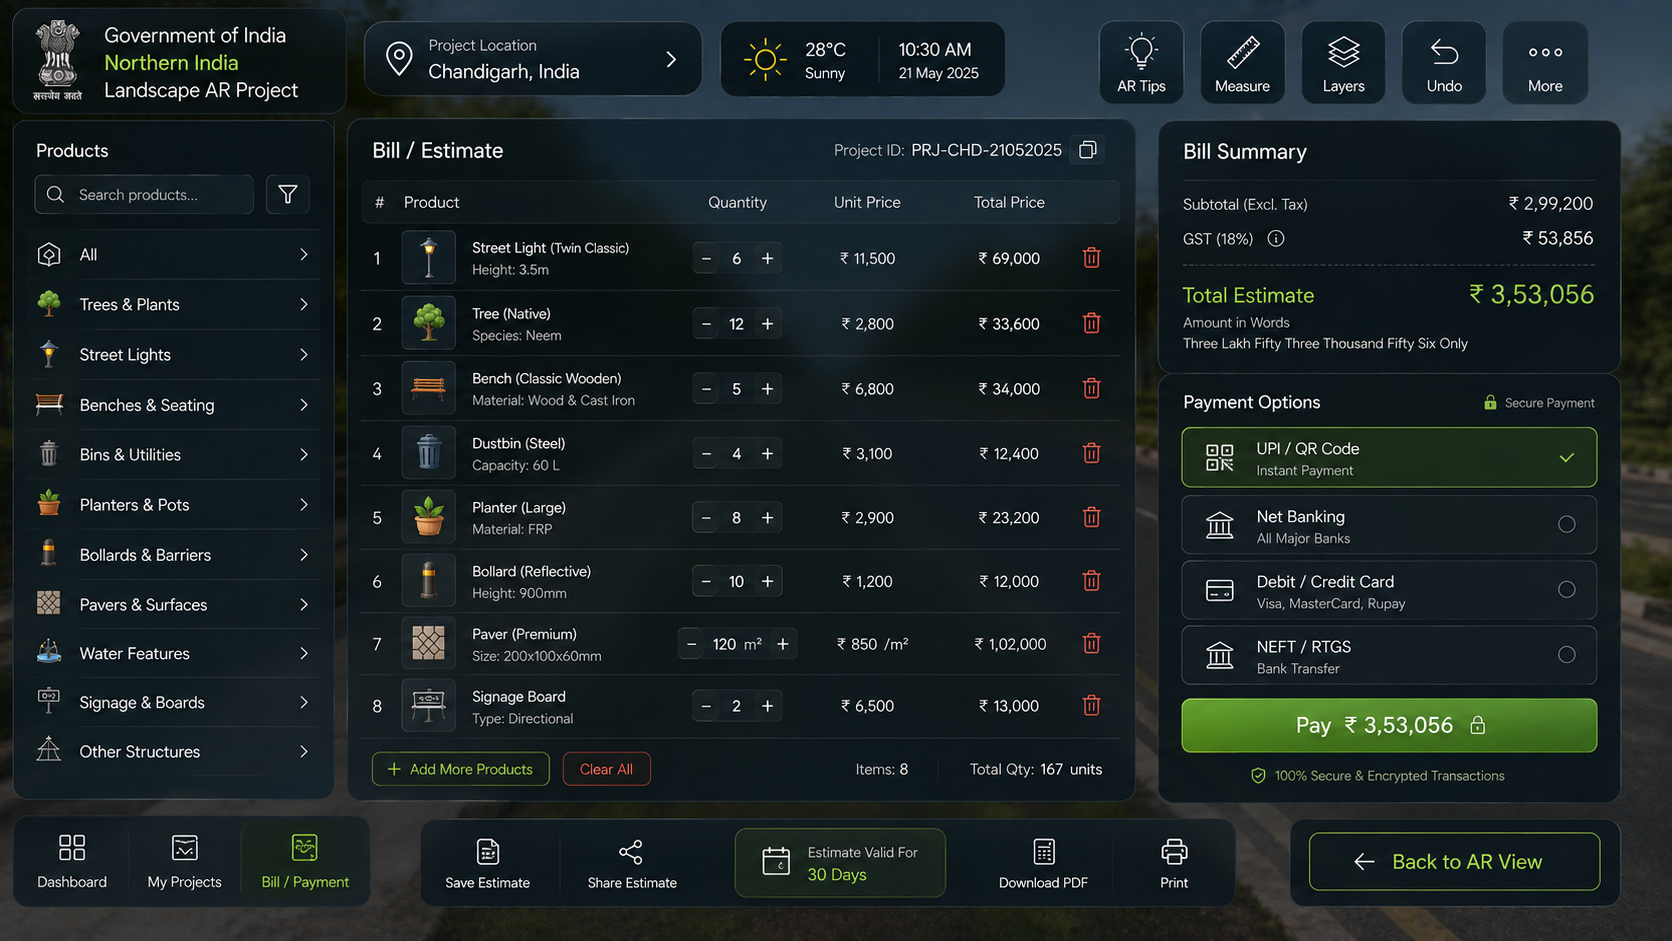 Government of India
Northern India
Landscape AR Project
सत्यमेव जयते
Project Location
Chandigarh, India
28°C
Sunny
10:30 AM
21 May 2025
AR Tips
Measure
Layers
Undo
More
Products
Search products...
All
Trees & Plants
Street Lights
Benches & Seating
Bins & Utilities
Planters & Pots
Bollards & Barriers
Pavers & Surfaces
Water Features
Signage & Boards
Other Structures
Bill / Estimate
Project ID: PRJ-CHD-21052025
# Product Quantity Unit Price Total Price
1 Street Light (Twin Classic) − 6 + ₹ 11,500 ₹ 69,000
Height: 3.5m
2 Tree (Native) − 12 + ₹ 2,800 ₹ 33,600
Species: Neem
3 Bench (Classic Wooden) − 5 + ₹ 6,800 ₹ 34,000
Material: Wood & Cast Iron
4 Dustbin (Steel) − 4 + ₹ 3,100 ₹ 12,400
Capacity: 60 L
5 Planter (Large) − 8 + ₹ 2,900 ₹ 23,200
Material: FRP
6 Bollard (Reflective) − 10 + ₹ 1,200 ₹ 12,000
Height: 900mm
7 Paver (Premium) − 120 m² + ₹ 850 /m² ₹ 1,02,000
Size: 200x100x60mm
8 Signage Board − 2 + ₹ 6,500 ₹ 13,000
Type: Directional
+ Add More Products
Clear All
Items: 8
Total Qty: 167 units
Bill Summary
Subtotal (Excl. Tax) ₹ 2,99,200
GST (18%) ₹ 53,856
Total Estimate ₹ 3,53,056
Amount in Words
Three Lakh Fifty Three Thousand Fifty Six Only
Payment Options
Secure Payment
UPI / QR Code
Instant Payment
Net Banking
All Major Banks
Debit / Credit Card
Visa, MasterCard, Rupay
NEFT / RTGS
Bank Transfer
Pay ₹ 3,53,056
100% Secure & Encrypted Transactions
Dashboard
My Projects
Bill / Payment
Save Estimate
Share Estimate
Estimate Valid For
30 Days
Download PDF
Print
Back to AR View